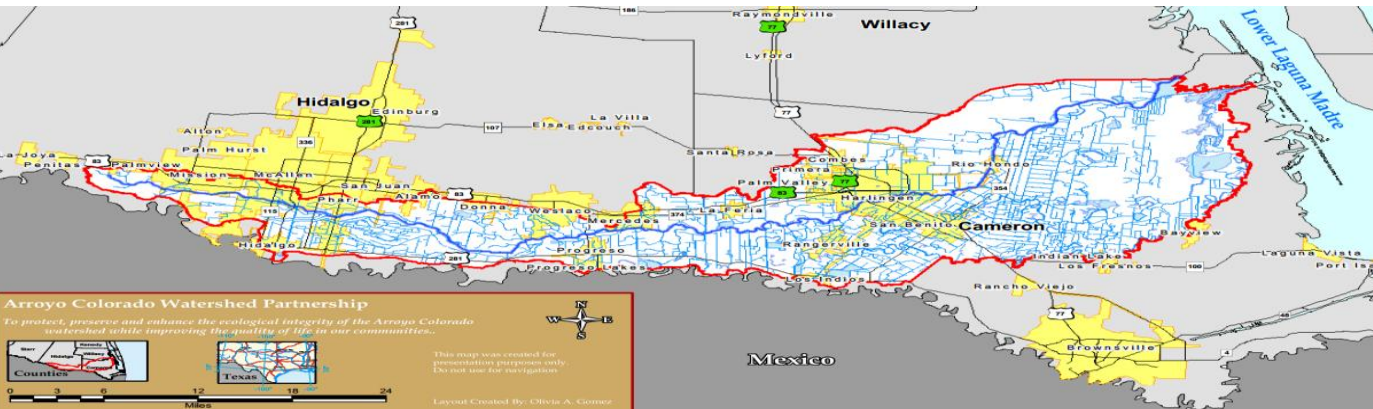 186
281
77
Raymondville
Willacy
Lyford
Lower Laguna Madre
Hidalgo
Edinburg
281
107
La Villa
Elsa Edcouch
77
Alton
336
Palm Hurst
Santa Rosa
Combes
La Joya
83
Penitas
Palmview
Mission
McAllen
San Juan
Primera
Rio Hondo
Palm Valley
77
354
Pharr
Alamo
83
83
Harlingen
115
Donna
Weslaco
Mercedes
374
La Feria
San Benito
Cameron
Hidalgo
Progreso
Rangerville
Bayview
281
Progreso Lakes
Los Indios
Indian Lake
Los Fresnos
100
Laguna Vista
Port Is
Rancho Viejo
77
48
Brownsville
4
Mexico
Arroyo Colorado Watershed Partnership
To protect, preserve and enhance the ecological integrity of the Arroyo Colorado
watershed while improving the quality of life in our communities..
N
W E
S
Starr
Kenedy
Hidalgo
Willacy
Cameron
Counties
Texas
This map was created for
presentation purposes only.
Do not use for navigation
0 3 6 12 18 24
Miles
Layout Created By: Olivia A. Gomez